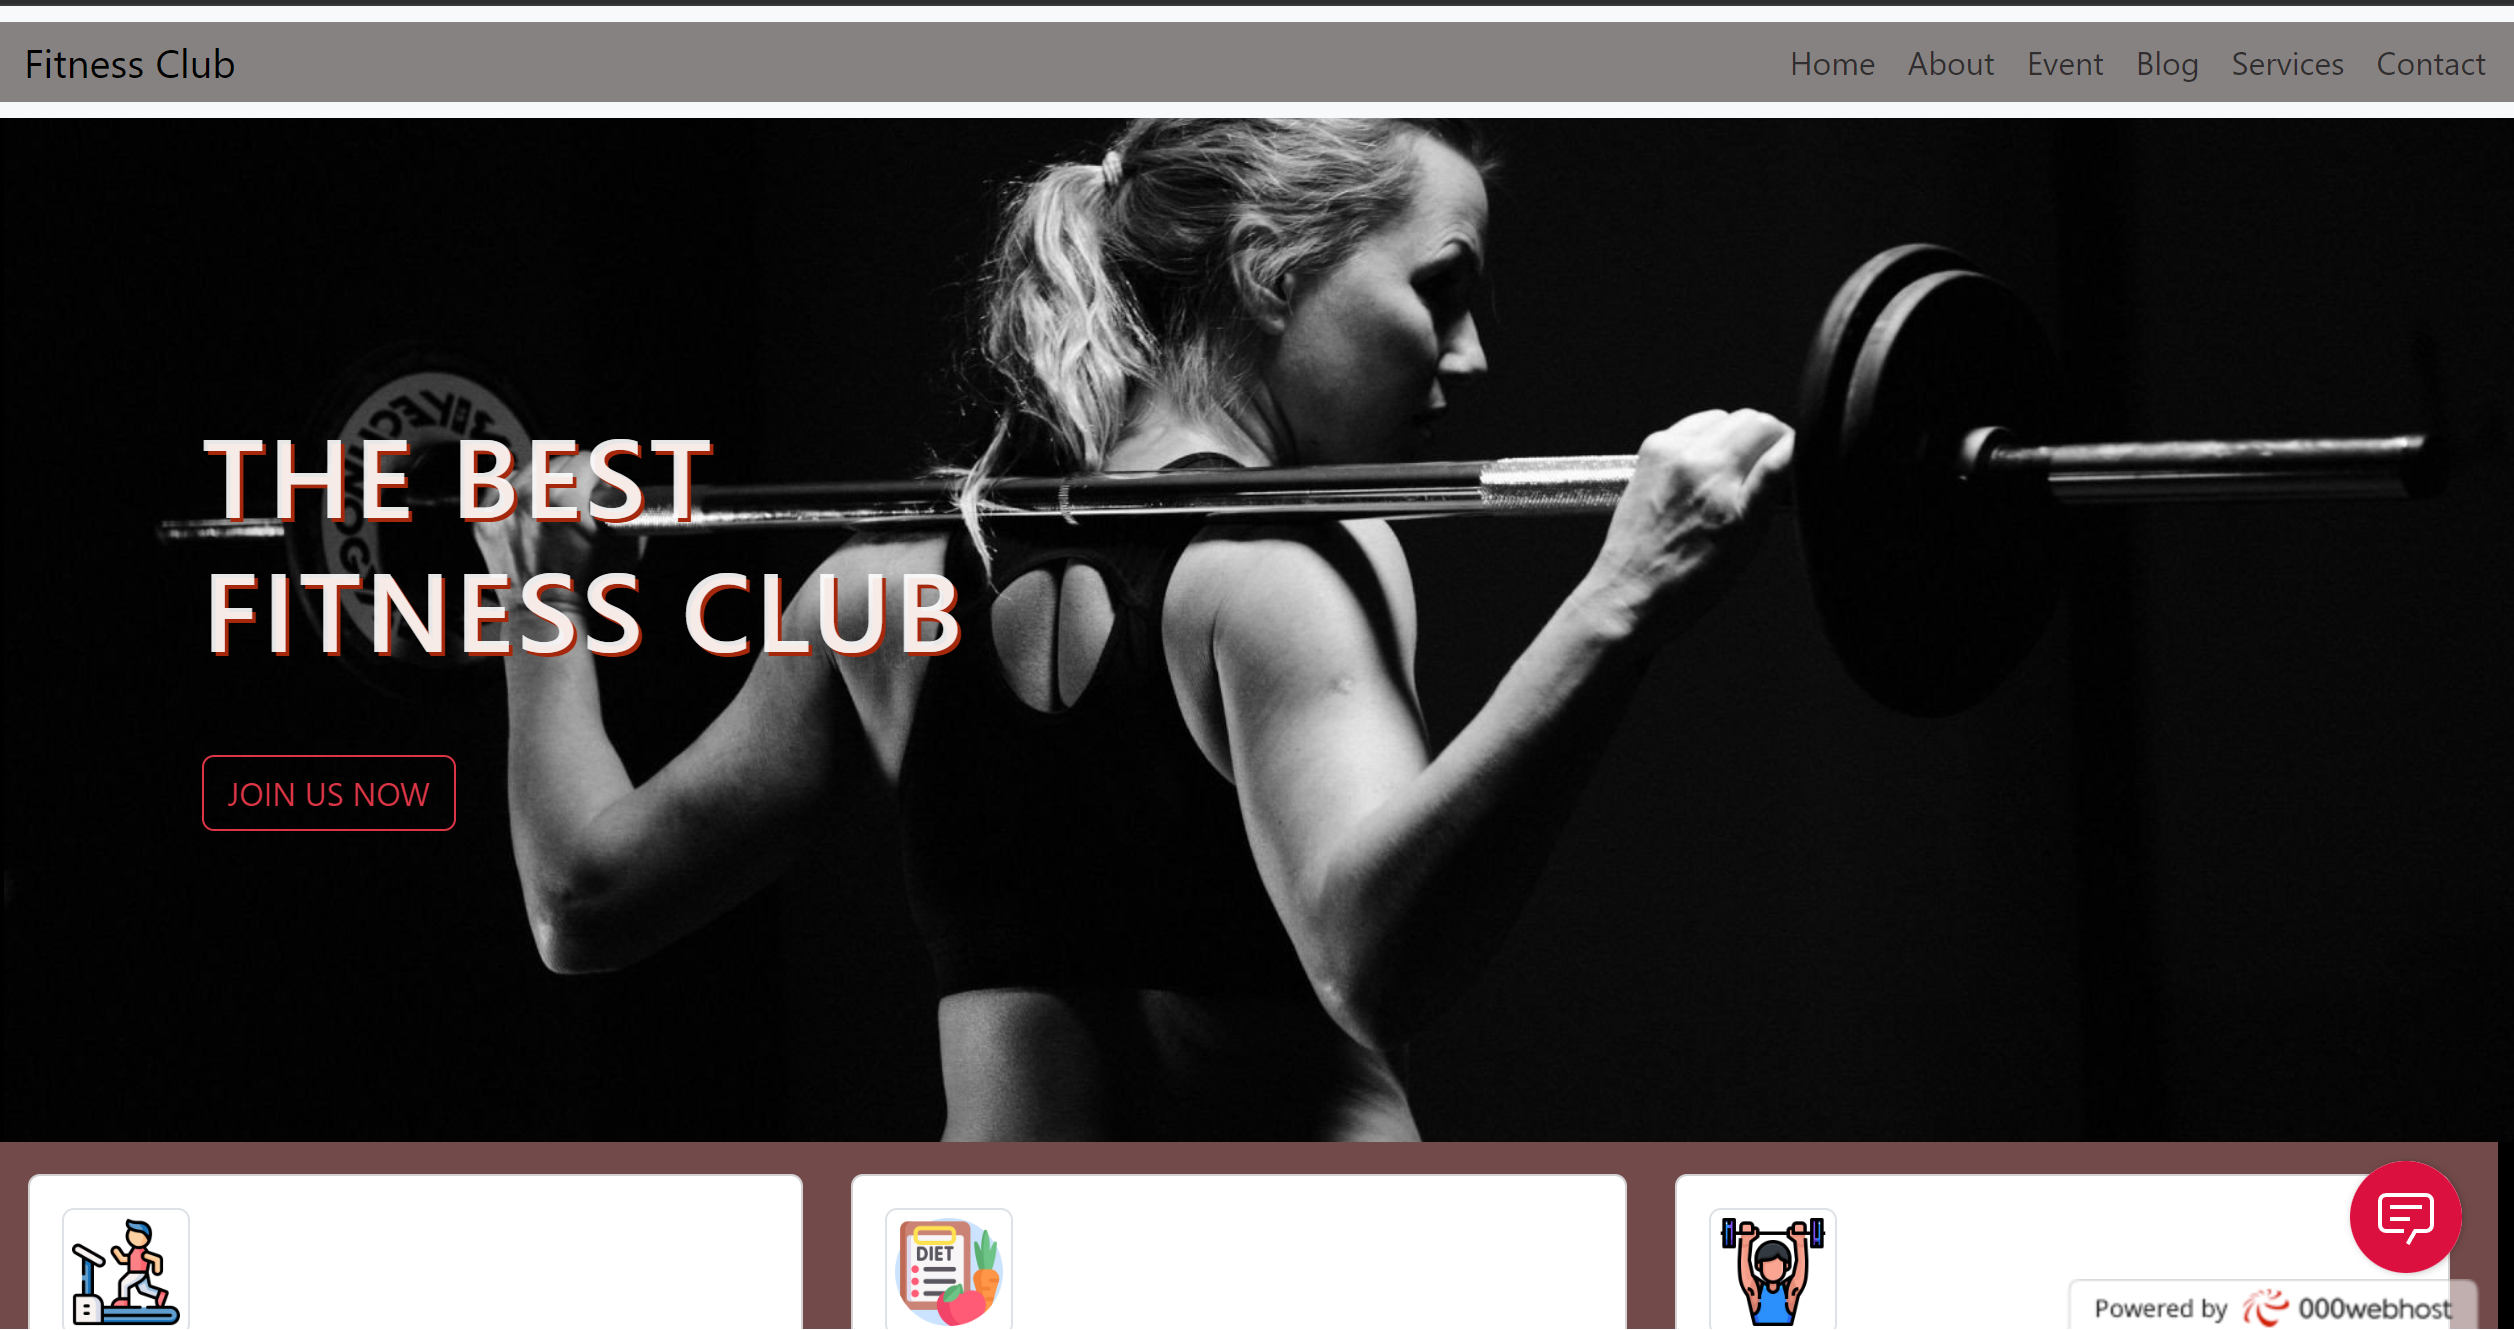 Fitness Club
Home About Event Blog Services Contact
THE BEST
FITNESS CLUB
JOIN US NOW
DIET
Powered by 000webhost